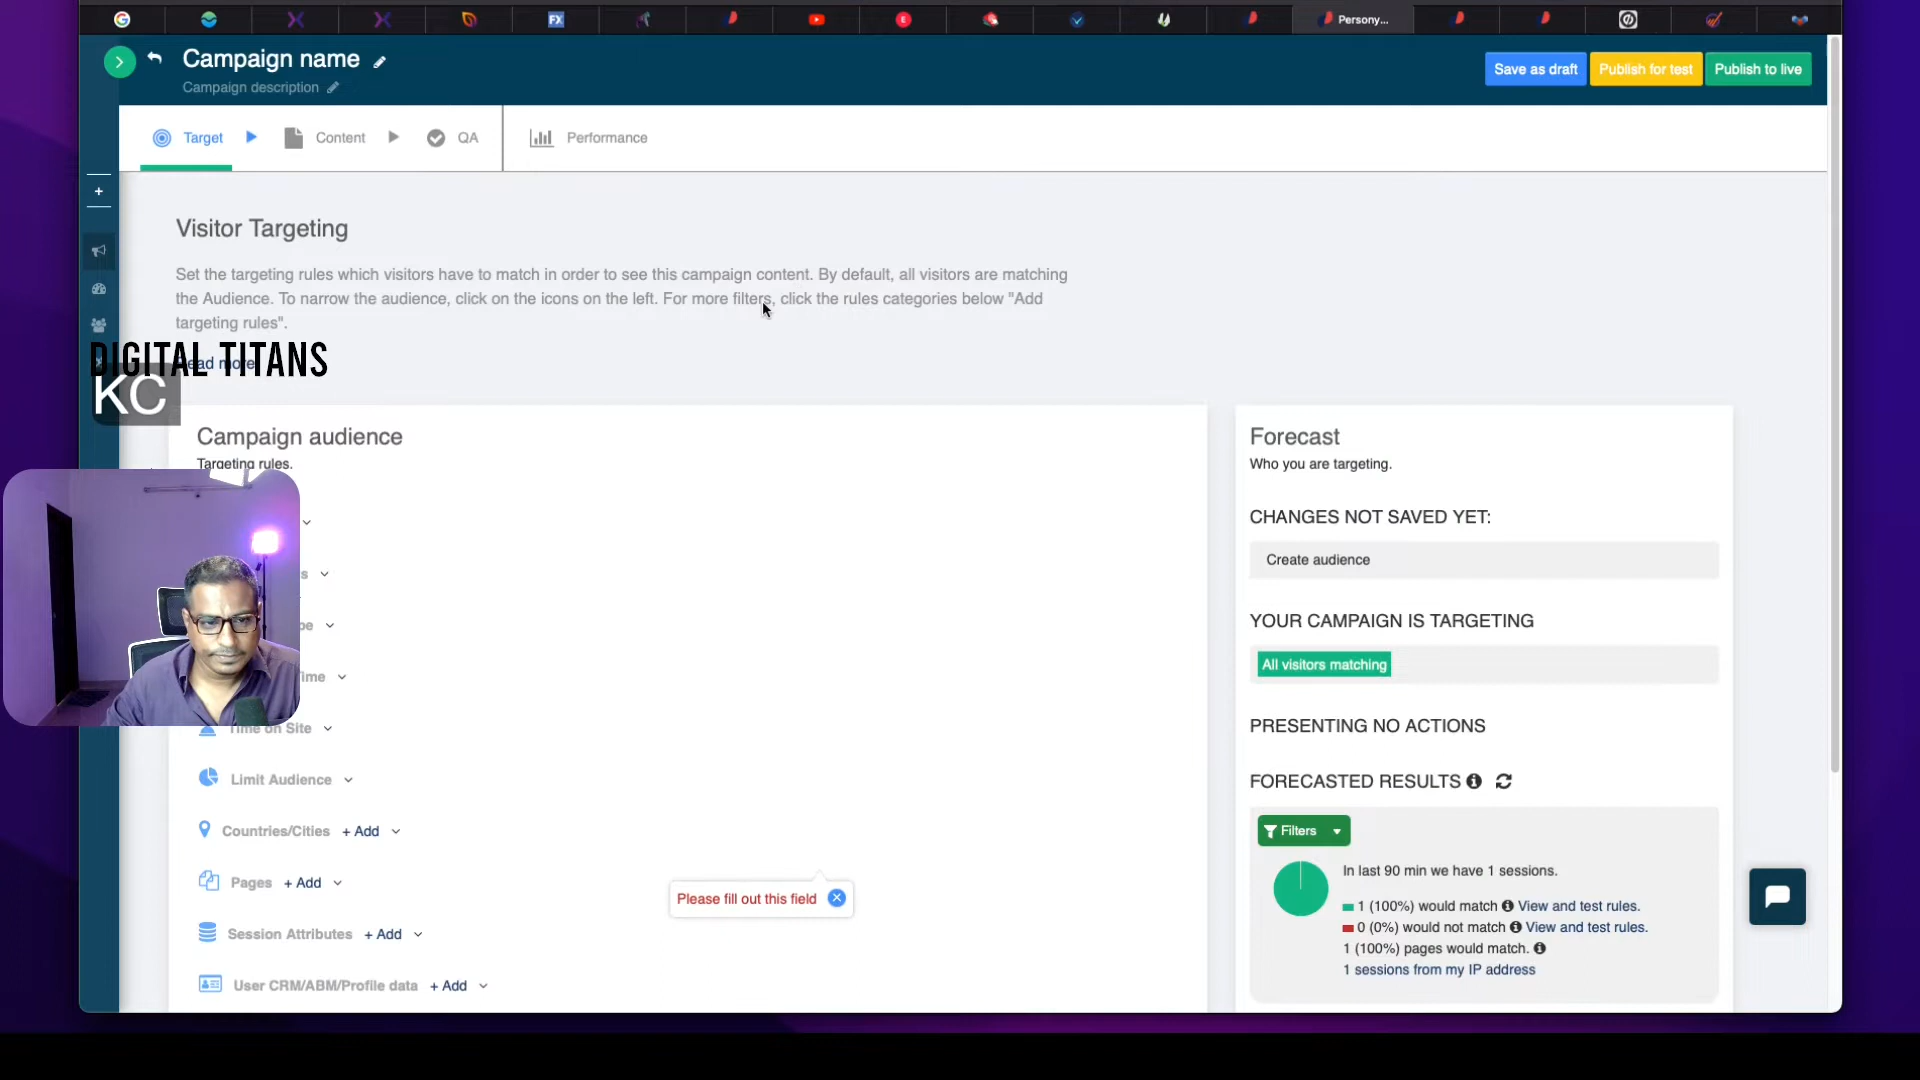 Persony...
Campaign name
Campaign description
Save as draft
Publish for test
Publish to live
Target
Content
QA
Performance
Visitor Targeting
Set the targeting rules which visitors have to match in order to see this campaign content. By default, all visitors are matching
the Audience. To narrow the audience, click on the icons on the left. For more filters, click the rules categories below "Add
targeting rules".
DIGITAL TITANS
ead more
KC
Campaign audience
Targeting rules.
s
pe
Time
Time on Site
Limit Audience
Countries/Cities + Add
Pages + Add
Please fill out this field
Session Attributes + Add
User CRM/ABM/Profile data + Add
Forecast
Who you are targeting.
CHANGES NOT SAVED YET:
Create audience
YOUR CAMPAIGN IS TARGETING
All visitors matching
PRESENTING NO ACTIONS
FORECASTED RESULTS
Filters
In last 90 min we have 1 sessions.
1 (100%) would match View and test rules.
0 (0%) would not match View and test rules.
1 (100%) pages would match.
1 sessions from my IP address